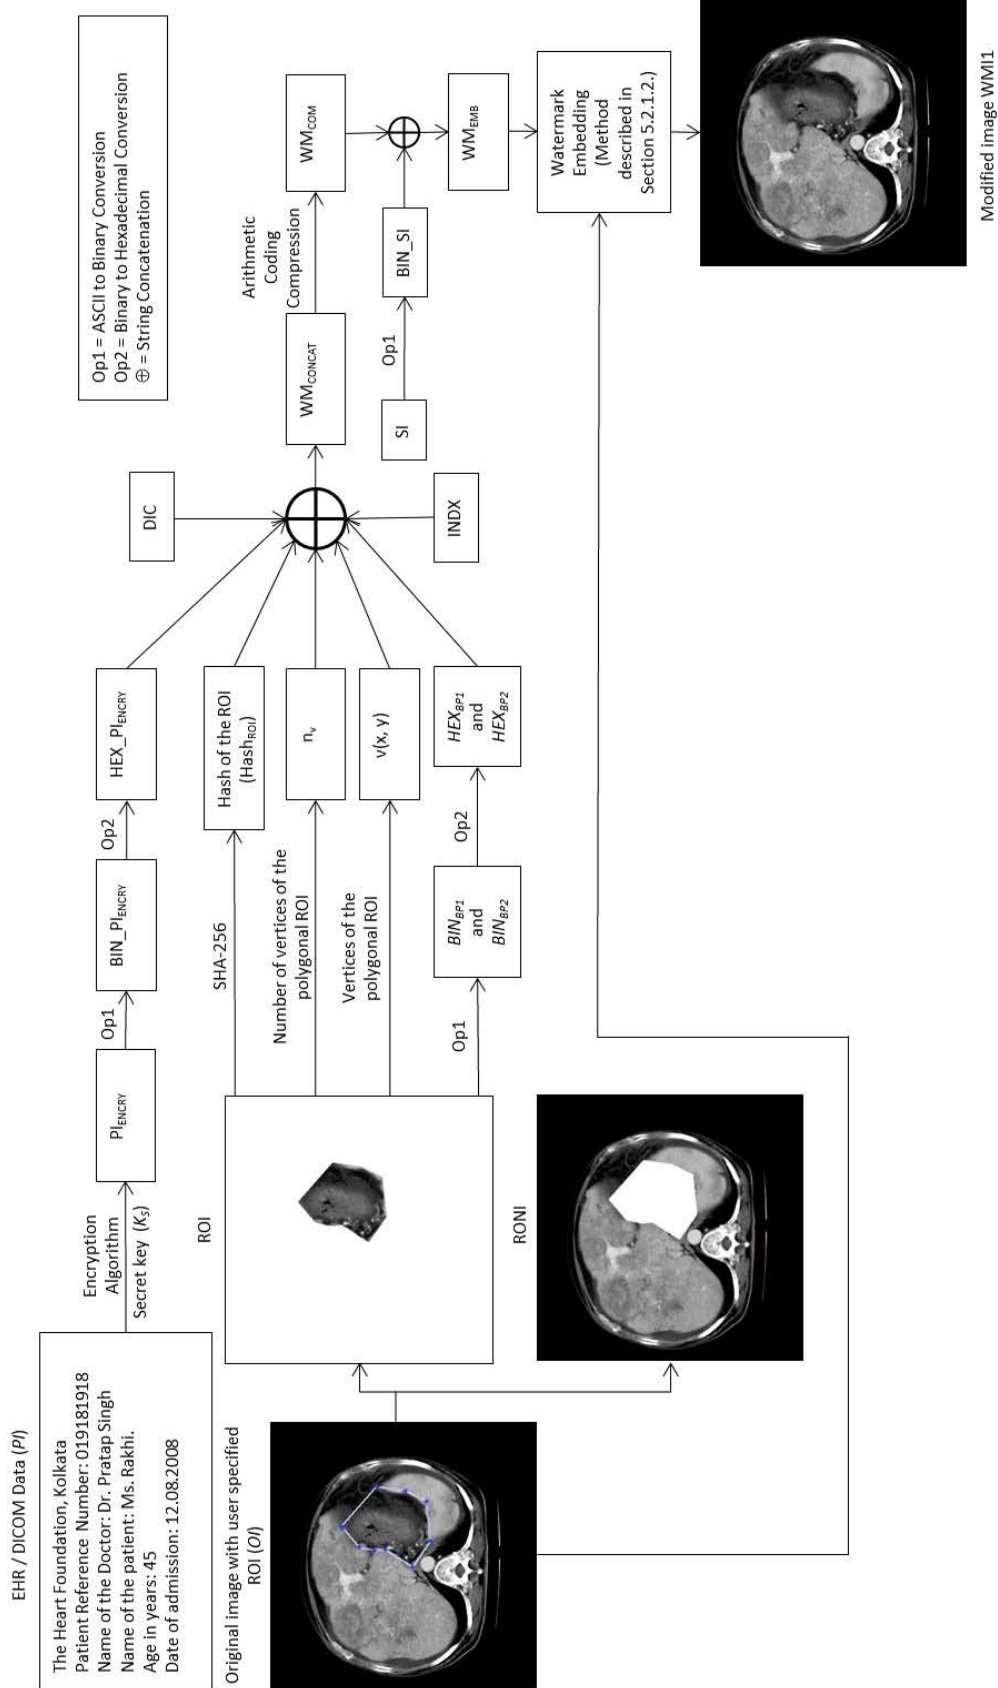 EHR / DICOM Data (PI)
The Heart Foundation, Kolkata
Patient Reference Number: 019181918
Name of the Doctor: Dr. Pratap Singh
Name of the patient: Ms. Rakhi.
Age in years: 45
Date of admission: 12.08.2008
Encryption
Algorithm
Secret key (KS)
PIENCRY
Op1
BIN_PIENCRY
Op2
HEX_PIENCRY
DIC
Op1 = ASCII to Binary Conversion
Op2 = Binary to Hexadecimal Conversion
⊕ = String Concatenation
Original image with user specified
ROI (OI)
ROI
SHA-256
Hash of the ROI
(HashROI)
Number of vertices of the
polygonal ROI
nv
Vertices of the
polygonal ROI
v(x, y)
Op1
BINBP1
and
BINBP2
Op2
HEXBP1
and
HEXBP2
INDX
WMCONCAT
Arithmetic
Coding
Compression
WMCOM
SI
Op1
BIN_SI
WMEMB
RONI
Watermark
Embedding
(Method
described in
Section 5.2.1.2.)
Modified image WMI1